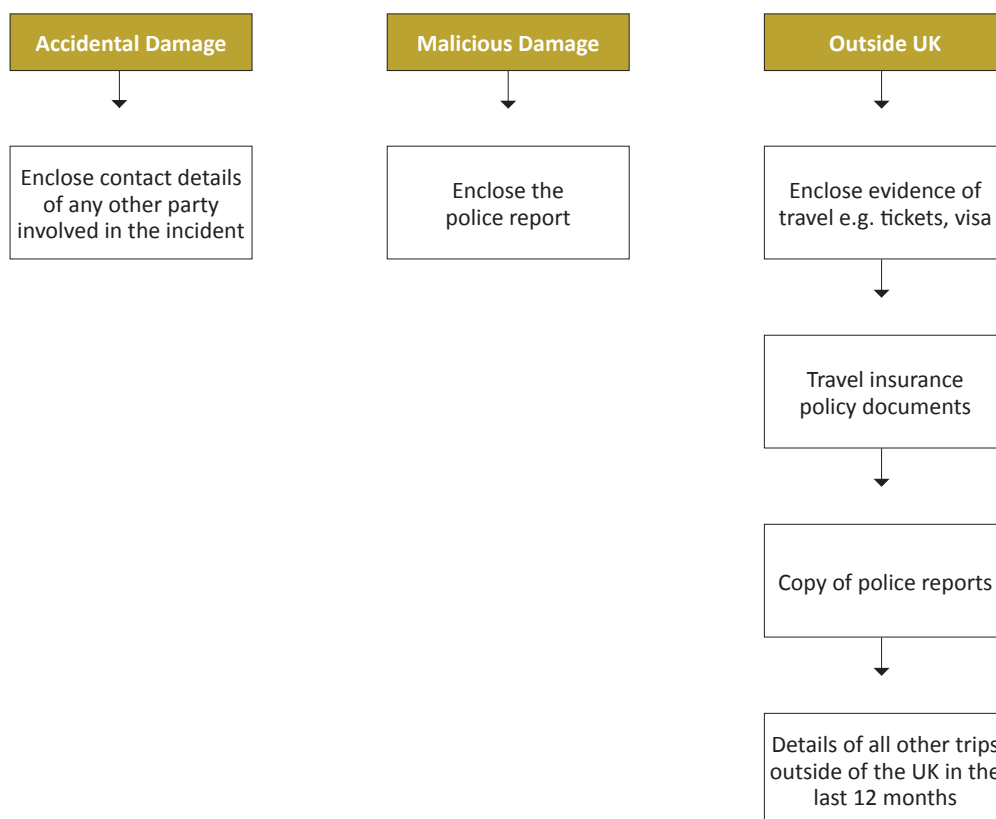 Accidental Damage
Enclose contact details
of any other party
involved in the incident
Malicious Damage
Enclose the
police report
Outside UK
Enclose evidence of
travel e.g. tickets, visa
Travel insurance
policy documents
Copy of police reports
Details of all other trips
outside of the UK in the
last 12 months